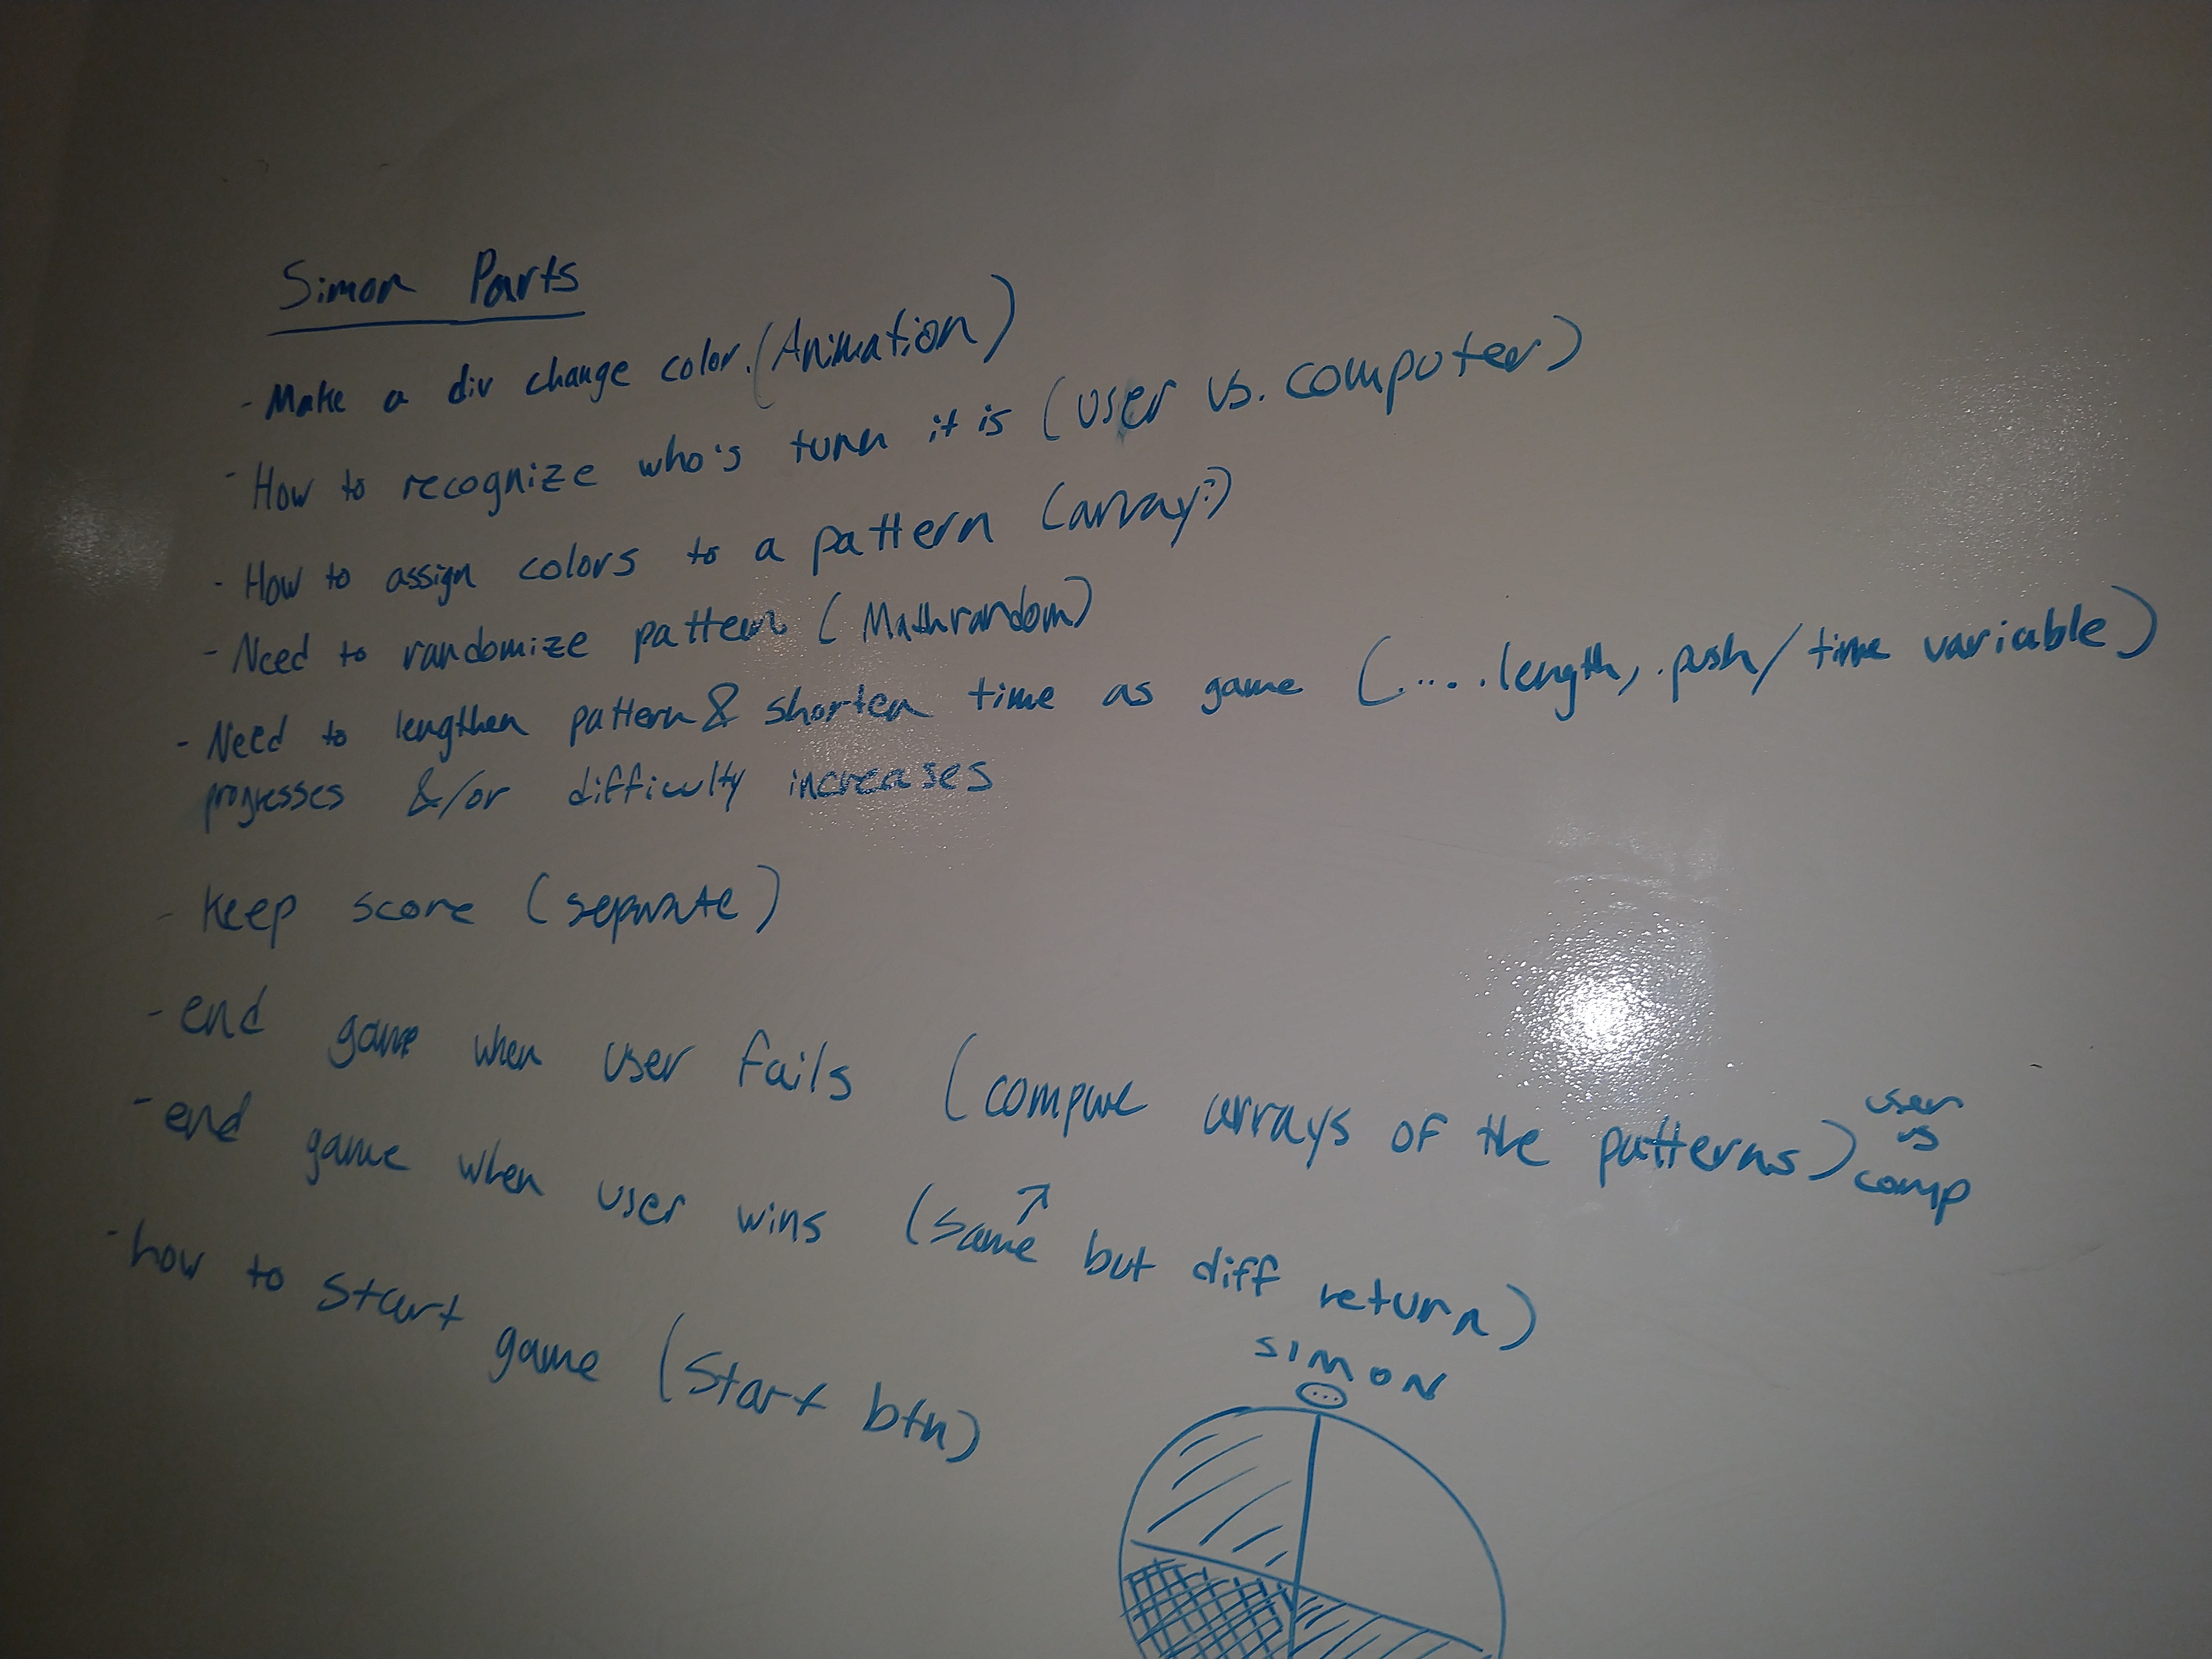 Simon Parts
- Make a div change color. (Animation)
- How to recognize who's turn it is (user vs. computer)
- How to assign colors to a pattern (array?)
- Need to randomize pattern (Mathrandom)
- Need to lengthen pattern & shorten time as game (.... .length, .push/time variable)
progresses &/or difficulty increases
- Keep score (separate)
- end game when user fails (compare arrays of the patterns) user vs comp
- end game when user wins (same ↗ but diff return)
- how to start game (Start btn)
SIMON